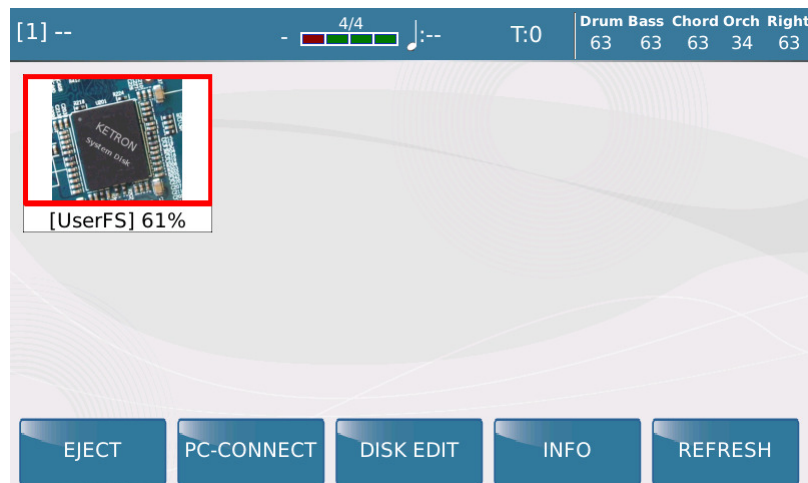 [1] --
-
4/4
:--
T:0
Drum Bass Chord Orch Right
63 63 63 34 63
KETRON
System Disk
[UserFS] 61%
EJECT
PC-CONNECT
DISK EDIT
INFO
REFRESH